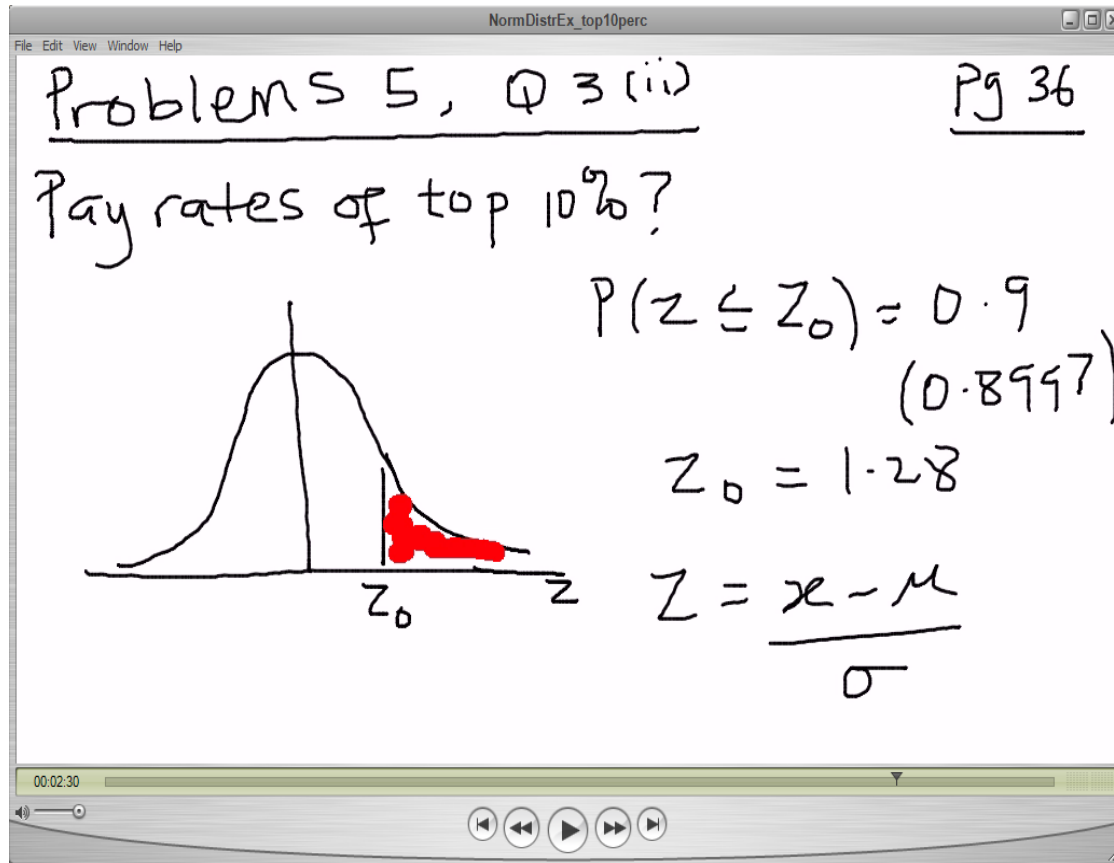 NormDistrEx_top10perc
File Edit View Window Help
Problems 5, Q 3 (ii) Pg 36
Pay rates of top 10%?
P(z ≤ Z₀) = 0.9
(0.8997)
Z₀ = 1.28
Z = x - μ
σ
Z₀ Z
00:02:30